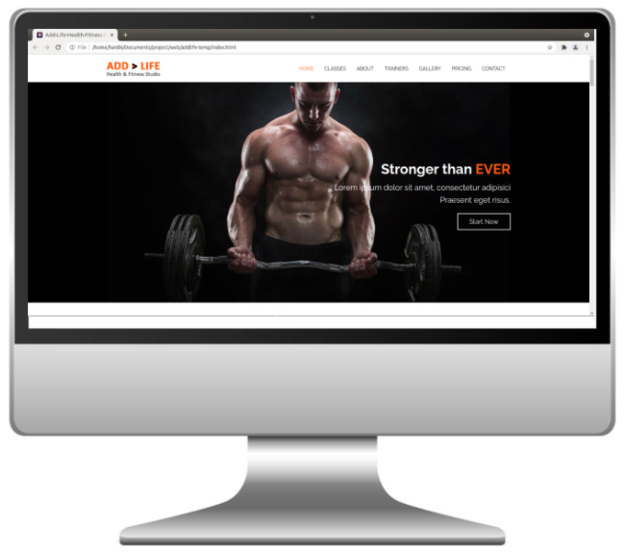 AddLife-Health-Fitness
File | /home/hardik/Documents/project/web/addlife-temp/index.html
ADD > LIFE
Health & Fitness Studio
HOME CLASSES ABOUT TRAINERS GALLERY PRICING CONTACT
Stronger than EVER
Lorem ipsum dolor sit amet, consectetur adipisici
Praesent eget risus.
Start Now